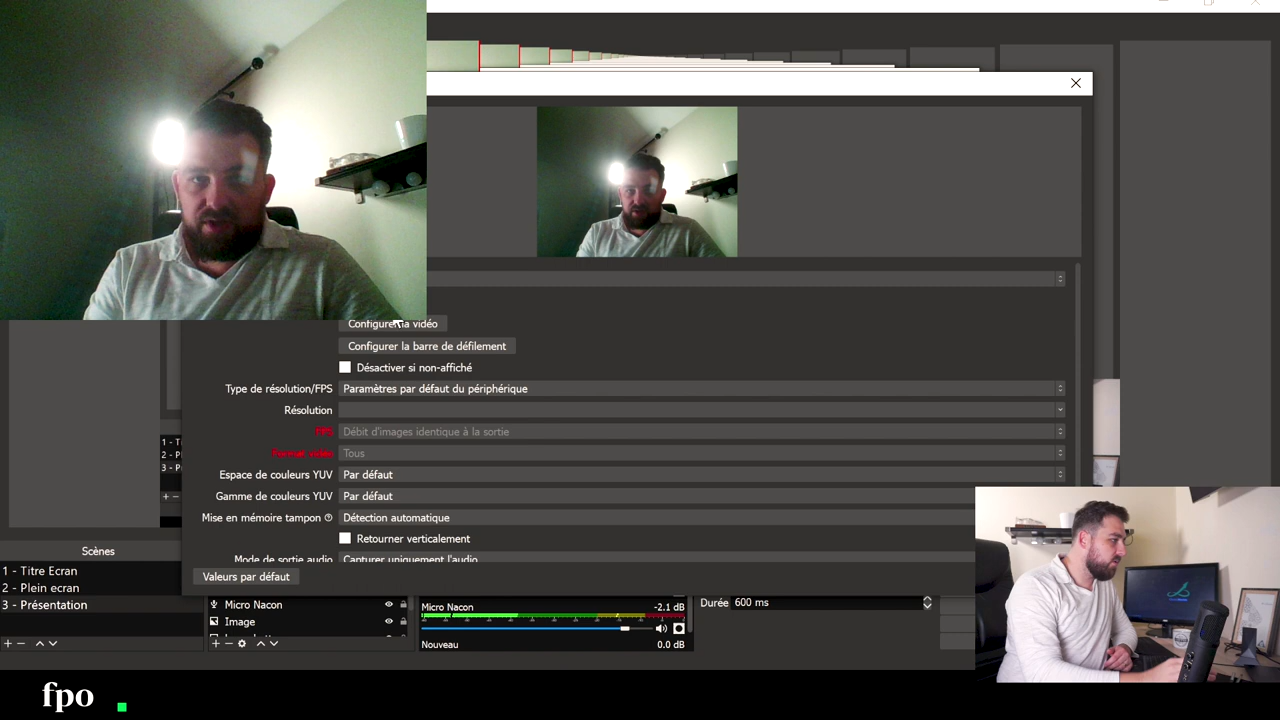 Configurer la vidéo
Configurer la barre de défilement
Désactiver si non-affiché
Type de résolution/FPS Paramètres par défaut du périphérique
Résolution
FPS Débit d'images identique à la sortie
Format vidéo Tous
Espace de couleurs YUV Par défaut
Gamme de couleurs YUV Par défaut
Mise en mémoire tampon Détection automatique
Retourner verticalement
Mode de sortie audio Capturer uniquement l'audio
Valeurs par défaut
1 - T
2 - P
3 - P
Scènes
1 - Titre Ecran
2 - Plein ecran
3 - Présentation
Micro Nacon
Image
Micro Nacon -2.1 dB
Nouveau 0.0 dB
Durée 600 ms
fpo